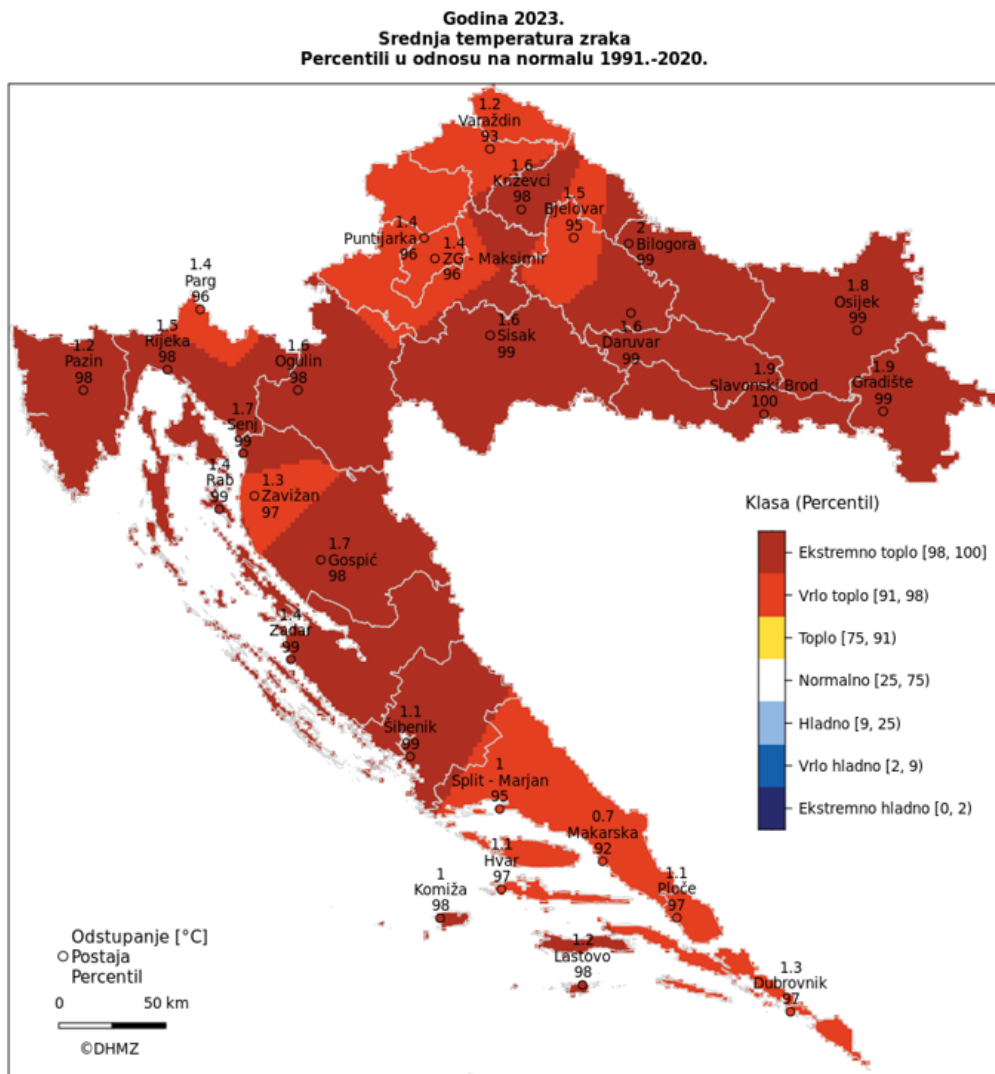 Godina 2023.
Srednja temperatura zraka
Percentili u odnosu na normalu 1991.-2020.
1.2
Varaždin
93
1.6
Križevci
98
1.5
Bjelovar
95
1.4
Puntijarka
96
1.4
ZG - Maksimir
96
2
Bilogora
99
1.4
Parg
96
1.8
Osijek
99
1.5
Rijeka
98
1.2
Pazin
98
1.6
Ogulin
98
1.6
Sisak
99
1.6
Daruvar
99
1.9
Slavonski Brod
100
1.9
Gradište
99
1.7
Senj
99
1.4
Rab
99
1.3
Zavižan
97
1.7
Gospić
98
1.4
Zadar
99
1.1
Šibenik
99
1
Split - Marjan
95
0.7
Makarska
92
1.1
Hvar
97
1
Komiža
98
1.1
Ploče
97
1.2
Lastovo
98
1.3
Dubrovnik
97
Klasa (Percentil)
Ekstremno toplo [98, 100]
Vrlo toplo [91, 98)
Toplo [75, 91)
Normalno [25, 75)
Hladno [9, 25)
Vrlo hladno [2, 9)
Ekstremno hladno [0, 2)
Odstupanje [°C]
Postaja
Percentil
0 50 km
©DHMZ